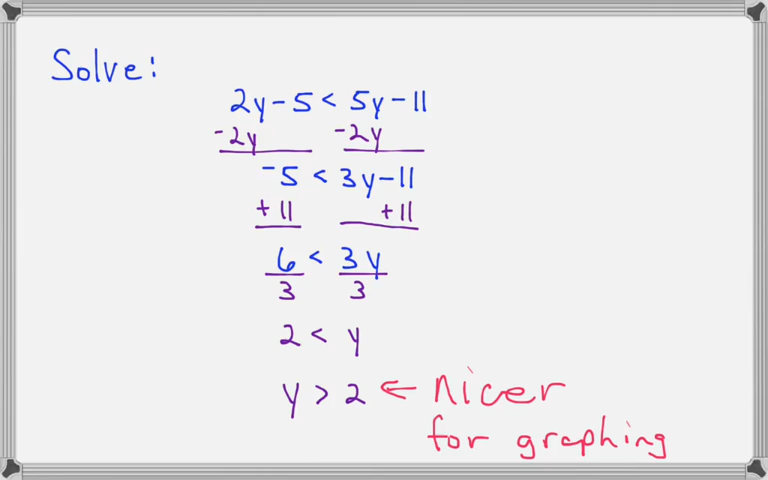 Solve:
2y-5 < 5y-11
-2y -2y
-5 < 3y-11
+11 +11
6 < 3y
3 3
2 < y
y > 2 ← Nicer
for graphing